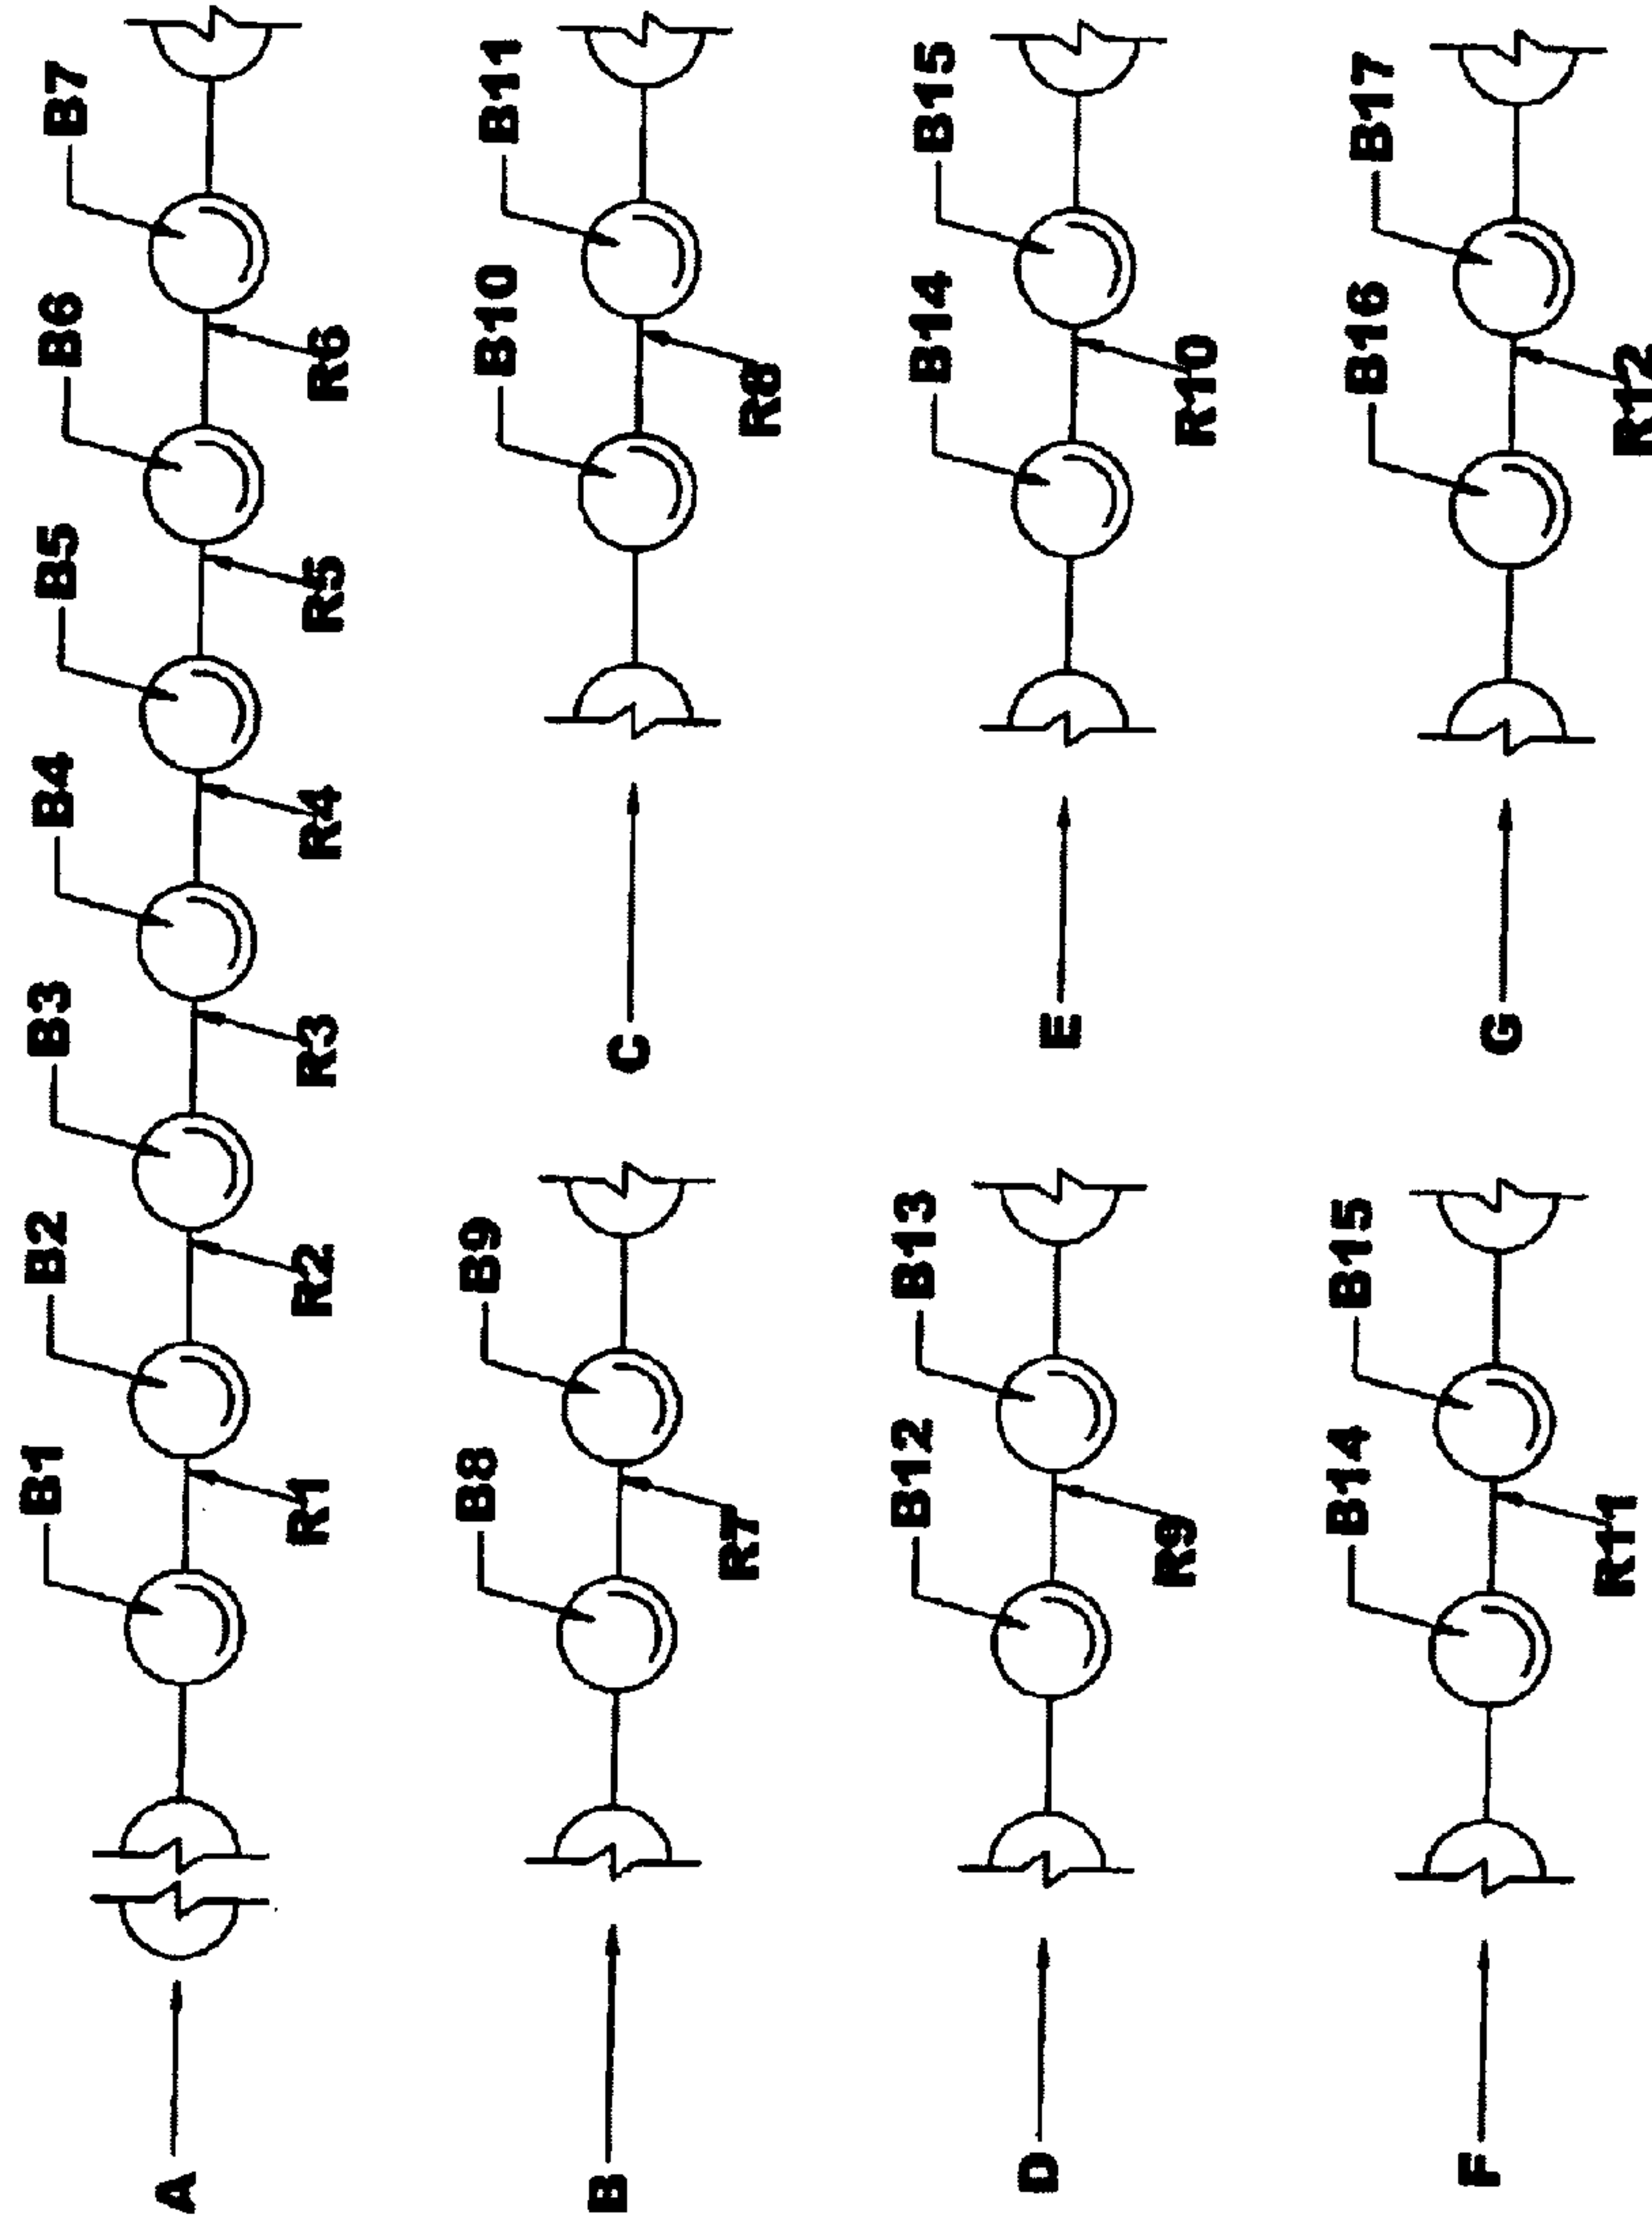 B1 B2 B3 B4 B5 B6 B7
A
R1 R2 R3 R4 R5 R6
B8 B9 B10 B11
B C
R7 R8
B12 B13 B14 B15
D E
R9 R10
B14 B15 B16 B17
F G
R11 R12